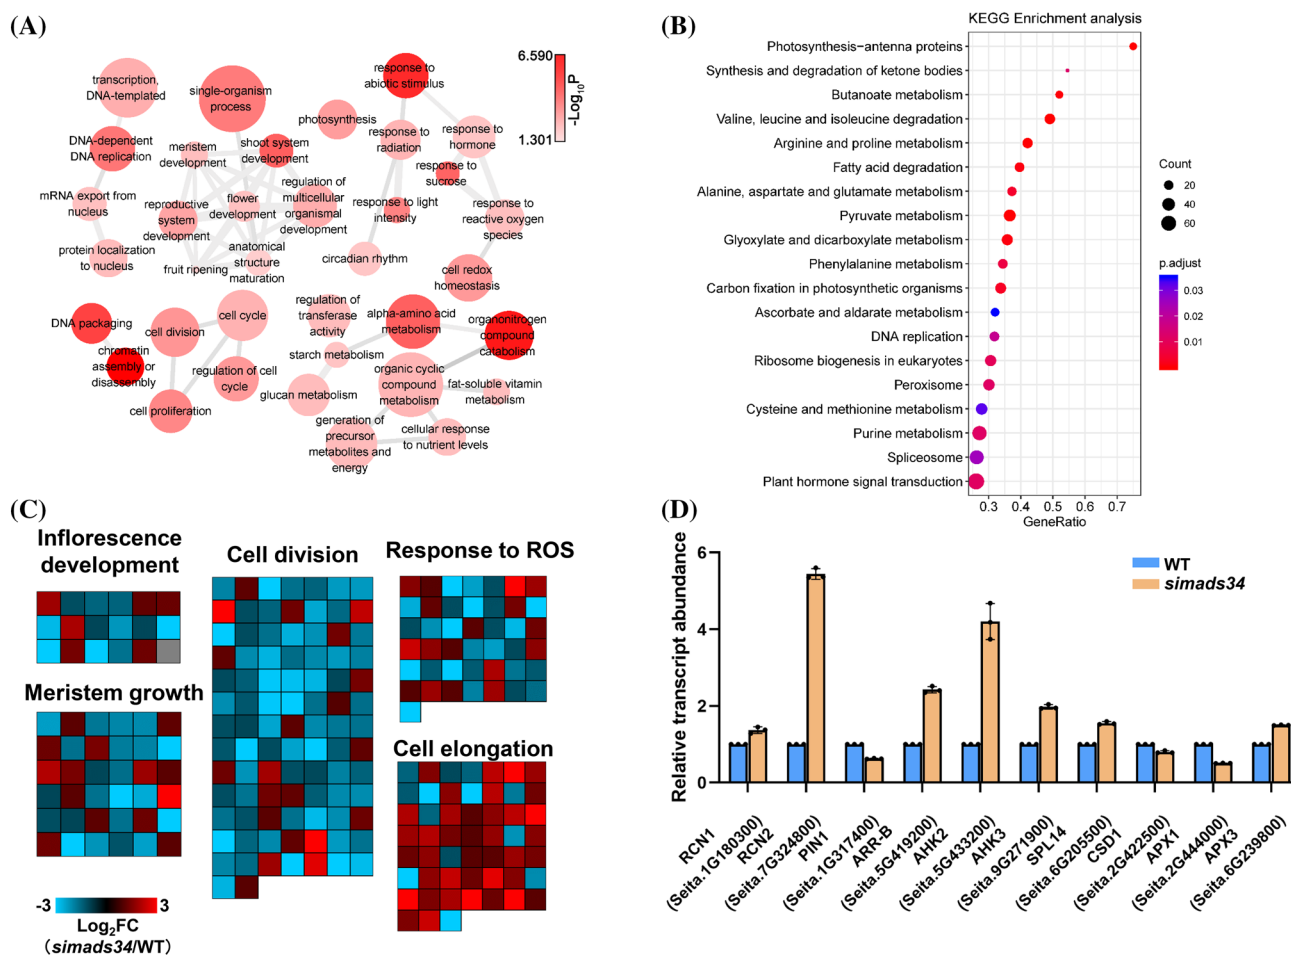 (A)
transcription,
DNA-templated
single-organism
process
response to
abiotic stimulus
6.590
1.301
-Log10P
photosynthesis
DNA-dependent
DNA replication
meristem
development
shoot system
development
response to
radiation
response to
hormone
response to
sucrose
mRNA export from
nucleus
reproductive
system
development
flower
development
regulation of
multicellular
organismal
development
response to light
intensity
response to
reactive oxygen
species
protein localization
to nucleus
fruit ripening
anatomical
structure
maturation
circadian rhythm
cell redox
homeostasis
DNA packaging
cell division
cell cycle
regulation of
transferase
activity
alpha-amino acid
metabolism
organonitrogen
compound
catabolism
chromatin
assembly or
disassembly
regulation of cell
cycle
starch metabolism
glucan metabolism
organic cyclic
compound
metabolism
fat-soluble vitamin
metabolism
cell proliferation
generation of
precursor
metabolites and
energy
cellular response
to nutrient levels
(B)
KEGG Enrichment analysis
Photosynthesis-antenna proteins
Synthesis and degradation of ketone bodies
Butanoate metabolism
Valine, leucine and isoleucine degradation
Arginine and proline metabolism
Fatty acid degradation
Alanine, aspartate and glutamate metabolism
Pyruvate metabolism
Glyoxylate and dicarboxylate metabolism
Phenylalanine metabolism
Carbon fixation in photosynthetic organisms
Ascorbate and aldarate metabolism
DNA replication
Ribosome biogenesis in eukaryotes
Peroxisome
Cysteine and methionine metabolism
Purine metabolism
Spliceosome
Plant hormone signal transduction
0.3 0.4 0.5 0.6 0.7
GeneRatio
Count
20
40
60
p.adjust
0.03
0.02
0.01
(C)
Inflorescence
development
Cell division
Response to ROS
Meristem growth
Cell elongation
-3 3
Log2FC
(simads34/WT)
(D)
Relative transcript abundance
6
4
2
0
WT
simads34
RCN1
(Seita.1G180300)
RCN2
(Seita.7G324800)
PIN1
(Seita.1G317400)
ARR-B
(Seita.5G419200)
AHK2
(Seita.5G433200)
AHK3
(Seita.9G271900)
SPL14
(Seita.6G205500)
CSD1
(Seita.2G422500)
APX1
(Seita.2G444000)
APX3
(Seita.6G239800)